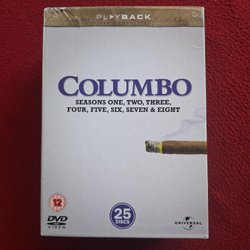 PLAYBACK
COLUMBO
SEASONS ONE, TWO, THREE,
FOUR, FIVE, SIX, SEVEN & EIGHT
12
DVD
VIDEO
25
DISCS
UNIVERSAL